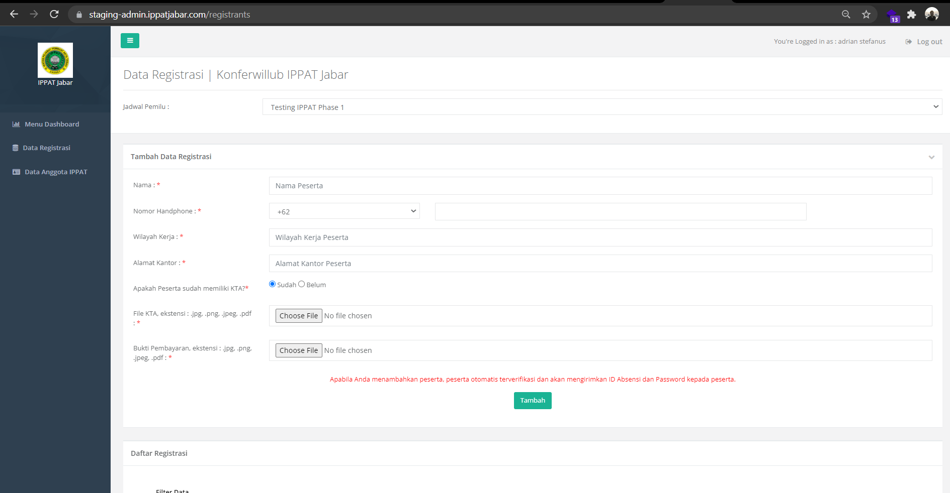 staging-admin.ippatjabar.com/registrants
13
IPPAT Jabar
You're Logged in as : adrian stefanus
Log out
Data Registrasi | Konferwillub IPPAT Jabar
Jadwal Pemilu :
Testing IPPAT Phase 1
Menu Dashboard
Data Registrasi
Data Anggota IPPAT
Tambah Data Registrasi
Nama : *
Nama Peserta
Nomor Handphone : *
+62
Wilayah Kerja : *
Wilayah Kerja Peserta
Alamat Kantor : *
Alamat Kantor Peserta
Apakah Peserta sudah memiliki KTA?*
Sudah Belum
File KTA, ekstensi : .jpg, .png, .jpeg, .pdf
: *
Choose File No file chosen
Bukti Pembayaran, ekstensi : .jpg, .png,
.jpeg, .pdf : *
Choose File No file chosen
Apabila Anda menambahkan peserta, peserta otomatis terverifikasi dan akan mengirimkan ID Absensi dan Password kepada peserta.
Tambah
Daftar Registrasi
Filter Data